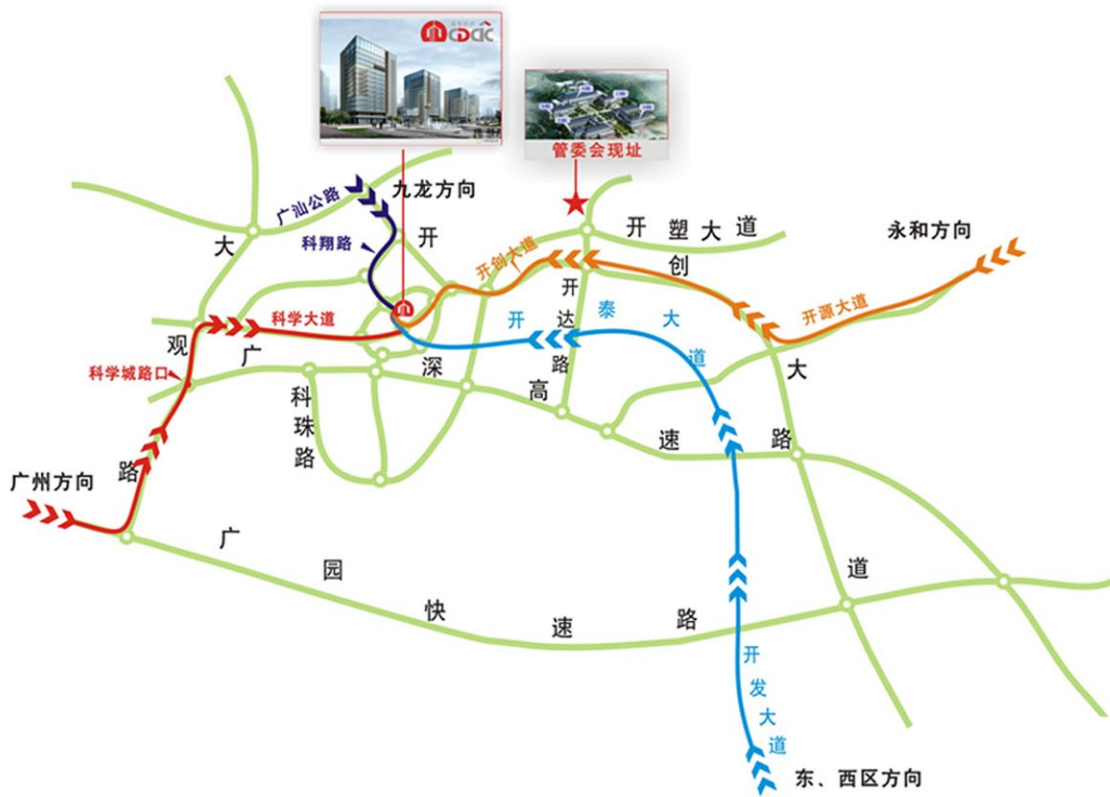 CDCIC
管委会现址
广汕公路
九龙方向
科翔路
开创大道
开塑大道
永和方向
开创大道
开源大道
大观路
科学大道
开达路
开泰大道
科学城路口
广深高速路
科珠路
广州方向
广园快速路
开发大道
东、西区方向